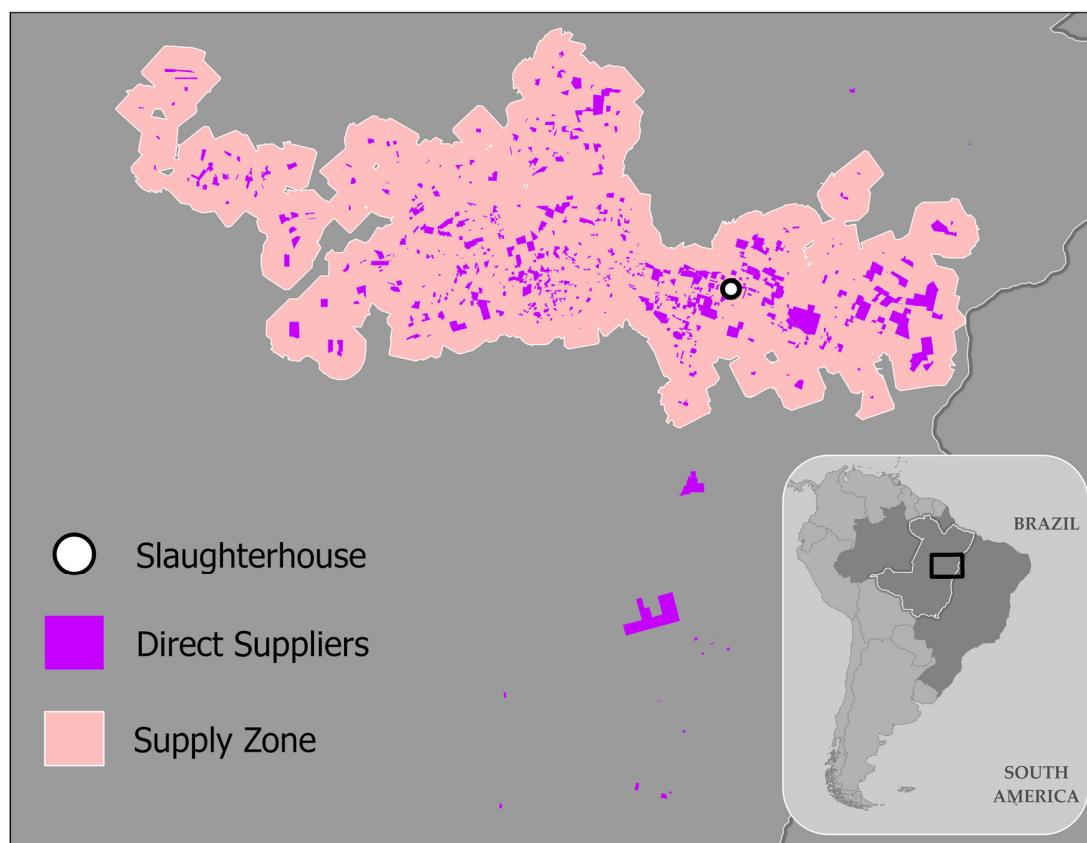 Slaughterhouse
Direct Suppliers
Supply Zone
BRAZIL
SOUTH
AMERICA